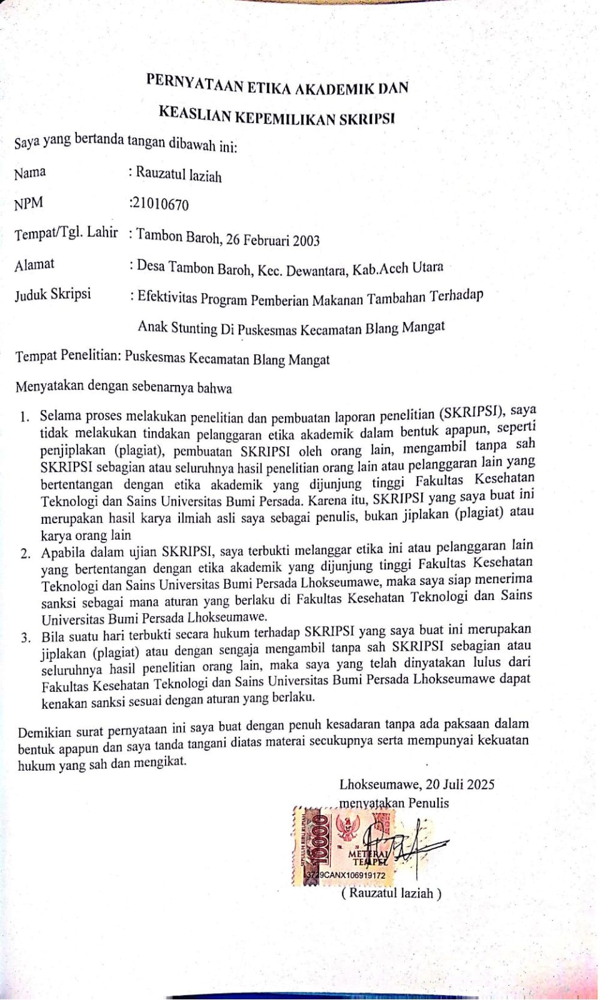 PERNYATAAN ETIKA AKADEMIK DAN
KEASLIAN KEPEMILIKAN SKRIPSI
Saya yang bertanda tangan dibawah ini:
Nama : Rauzatul laziah
NPM :21010670
Tempat/Tgl. Lahir : Tambon Baroh, 26 Februari 2003
Alamat : Desa Tambon Baroh, Kec. Dewantara, Kab.Aceh Utara
Juduk Skripsi : Efektivitas Program Pemberian Makanan Tambahan Terhadap
Anak Stunting Di Puskesmas Kecamatan Blang Mangat
Tempat Penelitian: Puskesmas Kecamatan Blang Mangat
Menyatakan dengan sebenarnya bahwa
1. Selama proses melakukan penelitian dan pembuatan laporan penelitian (SKRIPSI), saya
tidak melakukan tindakan pelanggaran etika akademik dalam bentuk apapun, seperti
penjiplakan (plagiat), pembuatan SKRIPSI oleh orang lain, mengambil tanpa sah
SKRIPSI sebagian atau seluruhnya hasil penelitian orang lain atau pelanggaran lain yang
bertentangan dengan etika akademik yang dijunjung tinggi Fakultas Kesehatan
Teknologi dan Sains Universitas Bumi Persada. Karena itu, SKRIPSI yang saya buat ini
merupakan hasil karya ilmiah asli saya sebagai penulis, bukan jiplakan (plagiat) atau
karya orang lain
2. Apabila dalam ujian SKRIPSI, saya terbukti melanggar etika ini atau pelanggaran lain
yang bertentangan dengan etika akademik yang dijunjung tinggi Fakultas Kesehatan
Teknologi dan Sains Universitas Bumi Persada Lhokseumawe, maka saya siap menerima
sanksi sebagai mana aturan yang berlaku di Fakultas Kesehatan Teknologi dan Sains
Universitas Bumi Persada Lhokseumawe.
3. Bila suatu hari terbukti secara hukum terhadap SKRIPSI yang saya buat ini merupakan
jiplakan (plagiat) atau dengan sengaja mengambil tanpa sah SKRIPSI sebagian atau
seluruhnya hasil penelitian orang lain, maka saya yang telah dinyatakan lulus dari
Fakultas Kesehatan Teknologi dan Sains Universitas Bumi Persada Lhokseumawe dapat
kenakan sanksi sesuai dengan aturan yang berlaku.
Demikian surat pernyataan ini saya buat dengan penuh kesadaran tanpa ada paksaan dalam
bentuk apapun dan saya tanda tangani diatas materai secukupnya serta mempunyai kekuatan
hukum yang sah dan mengikat.
Lhokseumawe, 20 Juli 2025
menyatakan Penulis
SEPULUH RIBU RUPIAH
10000
METERAI
TEMPEL
3729CANX106919172
( Rauzatul laziah )